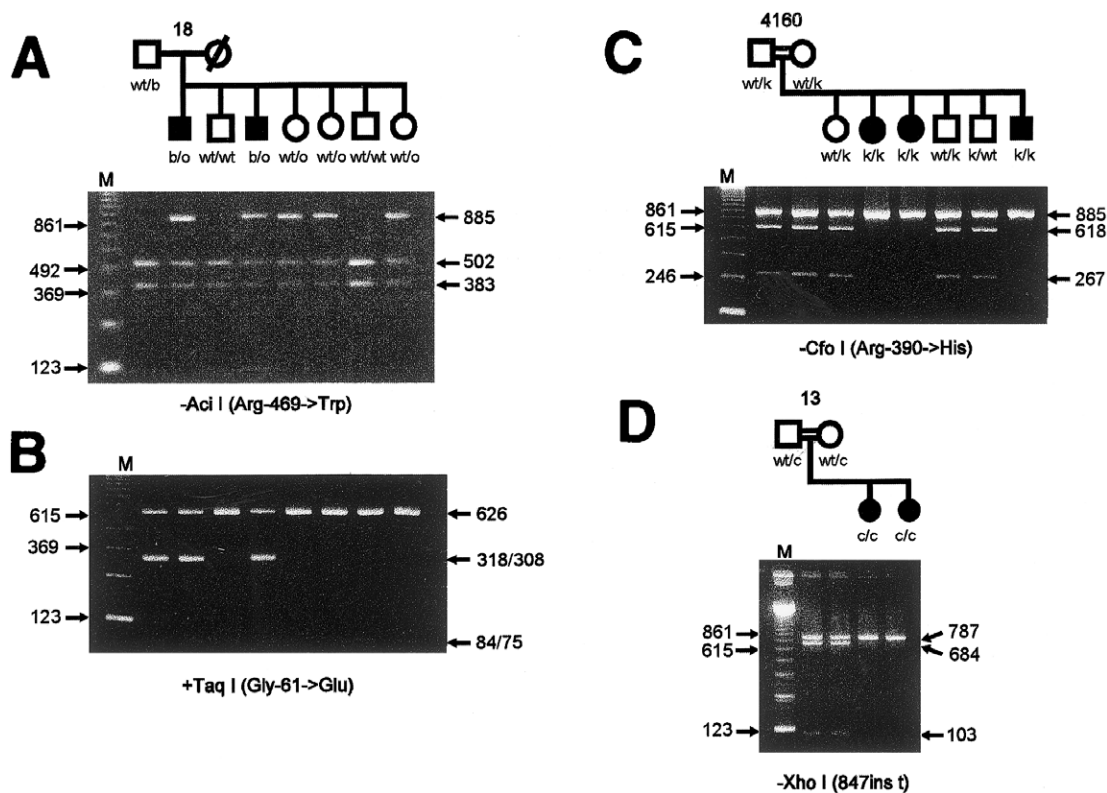 A
18
wt/b
b/o wt/wt b/o wt/o wt/o wt/wt wt/o
M
861
492
369
123
885
502
383
-Aci I (Arg-469->Trp)
B
M
615
369
123
626
318/308
84/75
+Taq I (Gly-61->Glu)
C
4160
wt/k wt/k
wt/k k/k k/k wt/k k/wt k/k
M
861
615
246
885
618
267
-Cfo I (Arg-390->His)
D
13
wt/c wt/c
c/c c/c
M
861
615
123
787
684
103
-Xho I (847ins t)